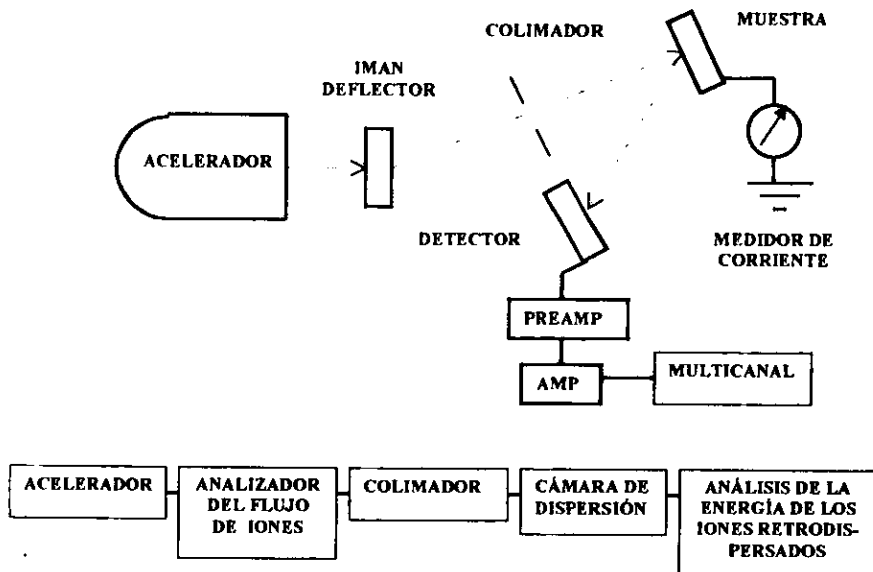 COLIMADOR
MUESTRA
IMAN
DEFLECTOR
ACELERADOR
DETECTOR
MEDIDOR DE
CORRIENTE
PREAMP
AMP
MULTICANAL
ACELERADOR
ANALIZADOR
DEL FLUJO
DE IONES
COLIMADOR
CÁMARA DE
DISPERSIÓN
ANÁLISIS DE LA
ENERGÍA DE LOS
IONES RETRODIS-
PERSADOS